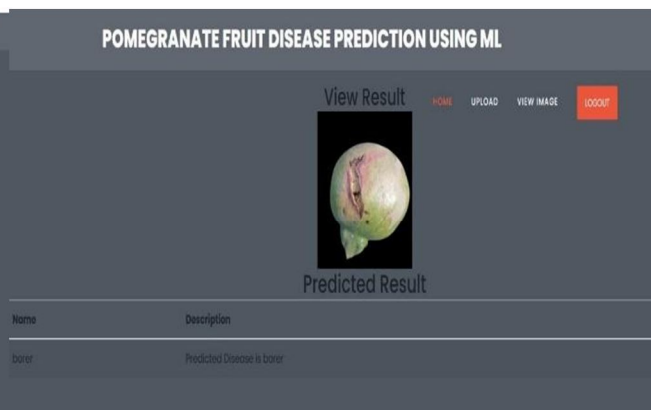 POMEGRANATE FRUIT DISEASE PREDICTION USING ML
View Result HOME UPLOAD VIEW IMAGE LOGOUT
Predicted Result
Name Description
borer Predicted Disease is borer